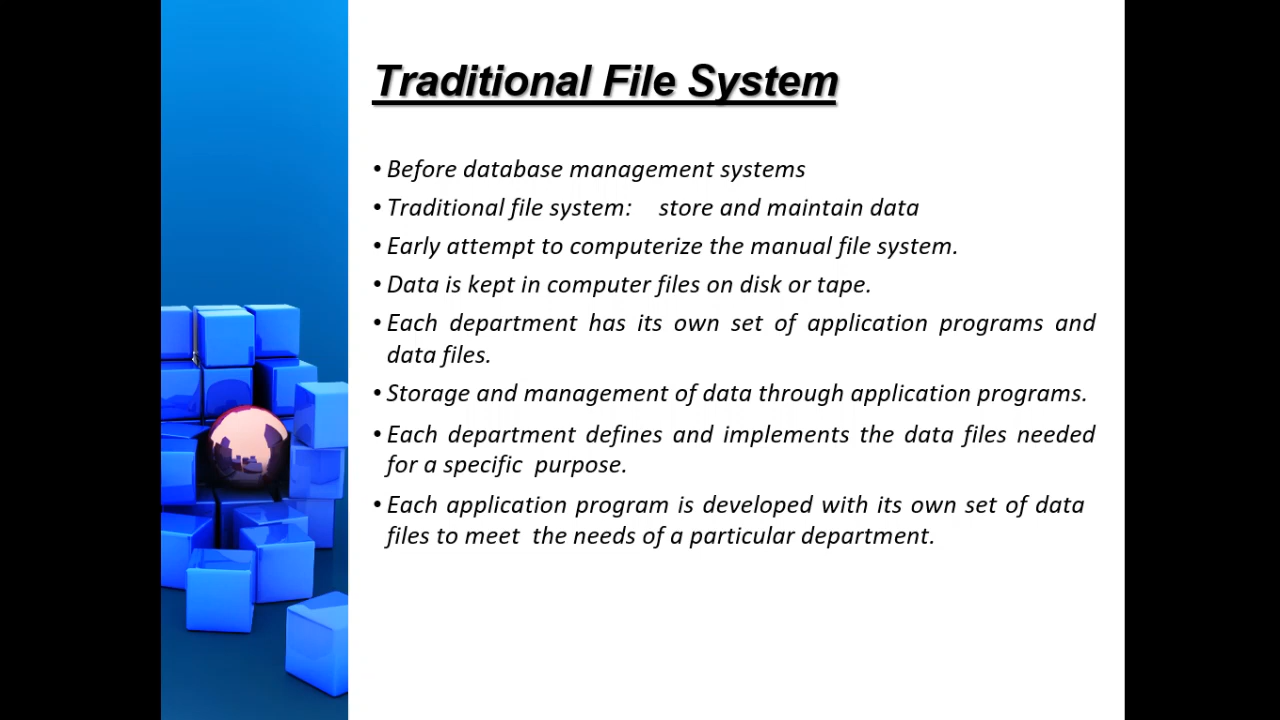 Traditional File System
• Before database management systems
• Traditional file system: store and maintain data
• Early attempt to computerize the manual file system.
• Data is kept in computer files on disk or tape.
• Each department has its own set of application programs and
data files.
• Storage and management of data through application programs.
• Each department defines and implements the data files needed
for a specific purpose.
• Each application program is developed with its own set of data
files to meet the needs of a particular department.